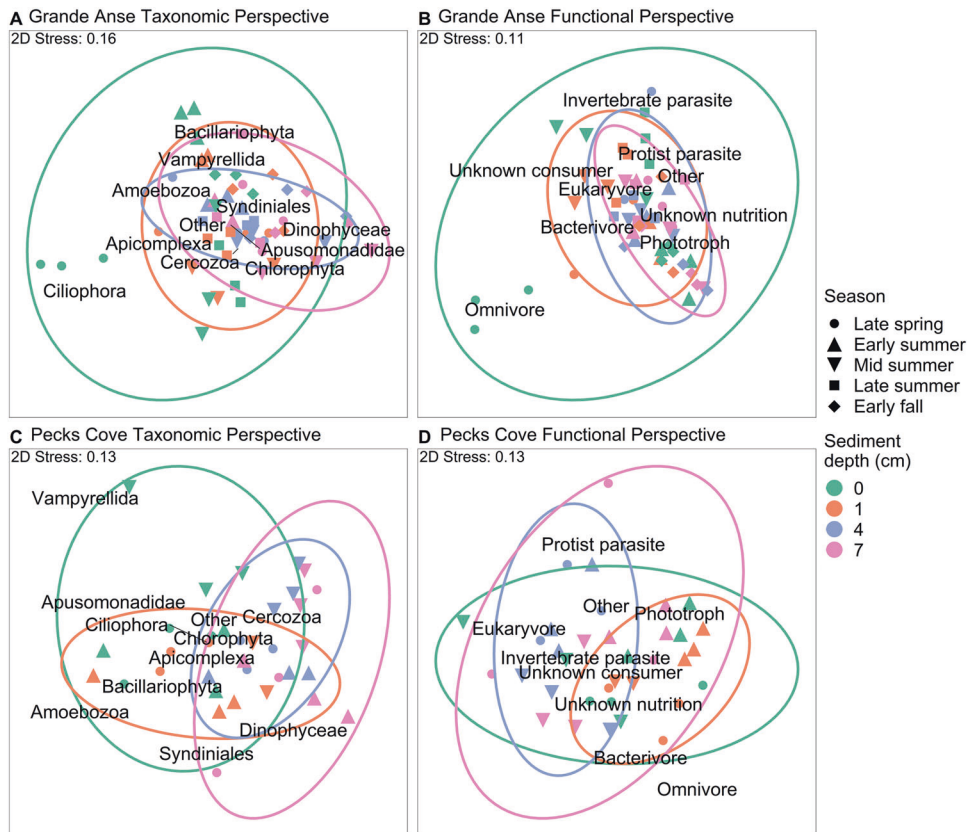 A Grande Anse Taxonomic Perspective
2D Stress: 0.16
Bacillariophyta
Vampyrellida
Amoebozoa
Syndiniales
Other
Dinophyceae
Apicomplexa
Apusomonadidae
Cercozoa
Chlorophyta
Ciliophora
B Grande Anse Functional Perspective
2D Stress: 0.11
Invertebrate parasite
Protist parasite
Unknown consumer
Other
Eukaryvore
Unknown nutrition
Bacterivore
Phototroph
Omnivore
Season
Late spring
Early summer
Mid summer
Late summer
Early fall
Sediment
depth (cm)
0
1
4
7
C Pecks Cove Taxonomic Perspective
2D Stress: 0.13
Vampyrellida
Apusomonadidae
Ciliophora
Other
Cercozoa
Chlorophyta
Apicomplexa
Bacillariophyta
Amoebozoa
Dinophyceae
Syndiniales
D Pecks Cove Functional Perspective
2D Stress: 0.13
Protist parasite
Other
Phototroph
Eukaryvore
Invertebrate parasite
Unknown consumer
Unknown nutrition
Bacterivore
Omnivore